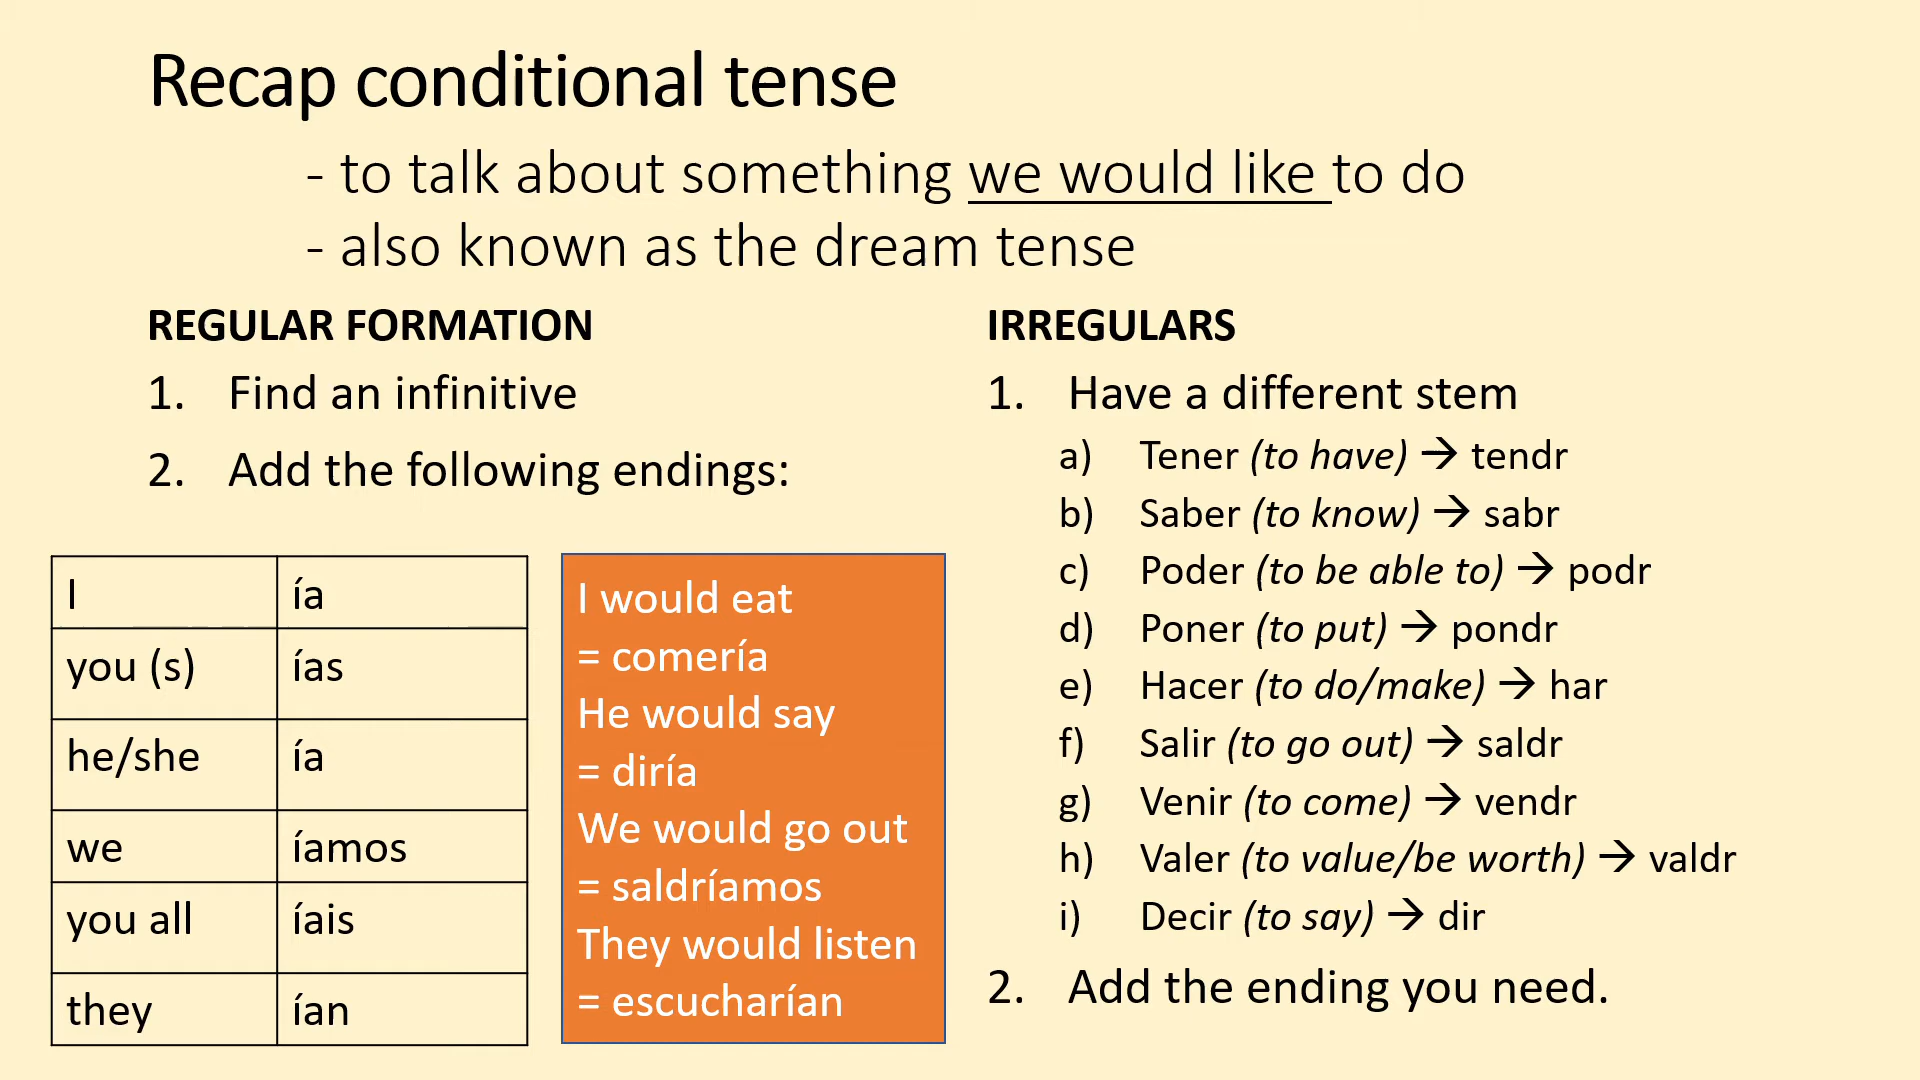 Recap conditional tense
- to talk about something we would like to do
- also known as the dream tense
REGULAR FORMATION
1. Find an infinitive
2. Add the following endings:
I ía
you (s) ías
he/she ía
we íamos
you all íais
they ían
I would eat
= comería
He would say
= diría
We would go out
= saldríamos
They would listen
= escucharían
IRREGULARS
1. Have a different stem
a) Tener (to have) → tendr
b) Saber (to know) → sabr
c) Poder (to be able to) → podr
d) Poner (to put) → pondr
e) Hacer (to do/make) → har
f) Salir (to go out) → saldr
g) Venir (to come) → vendr
h) Valer (to value/be worth) → valdr
i) Decir (to say) → dir
2. Add the ending you need.